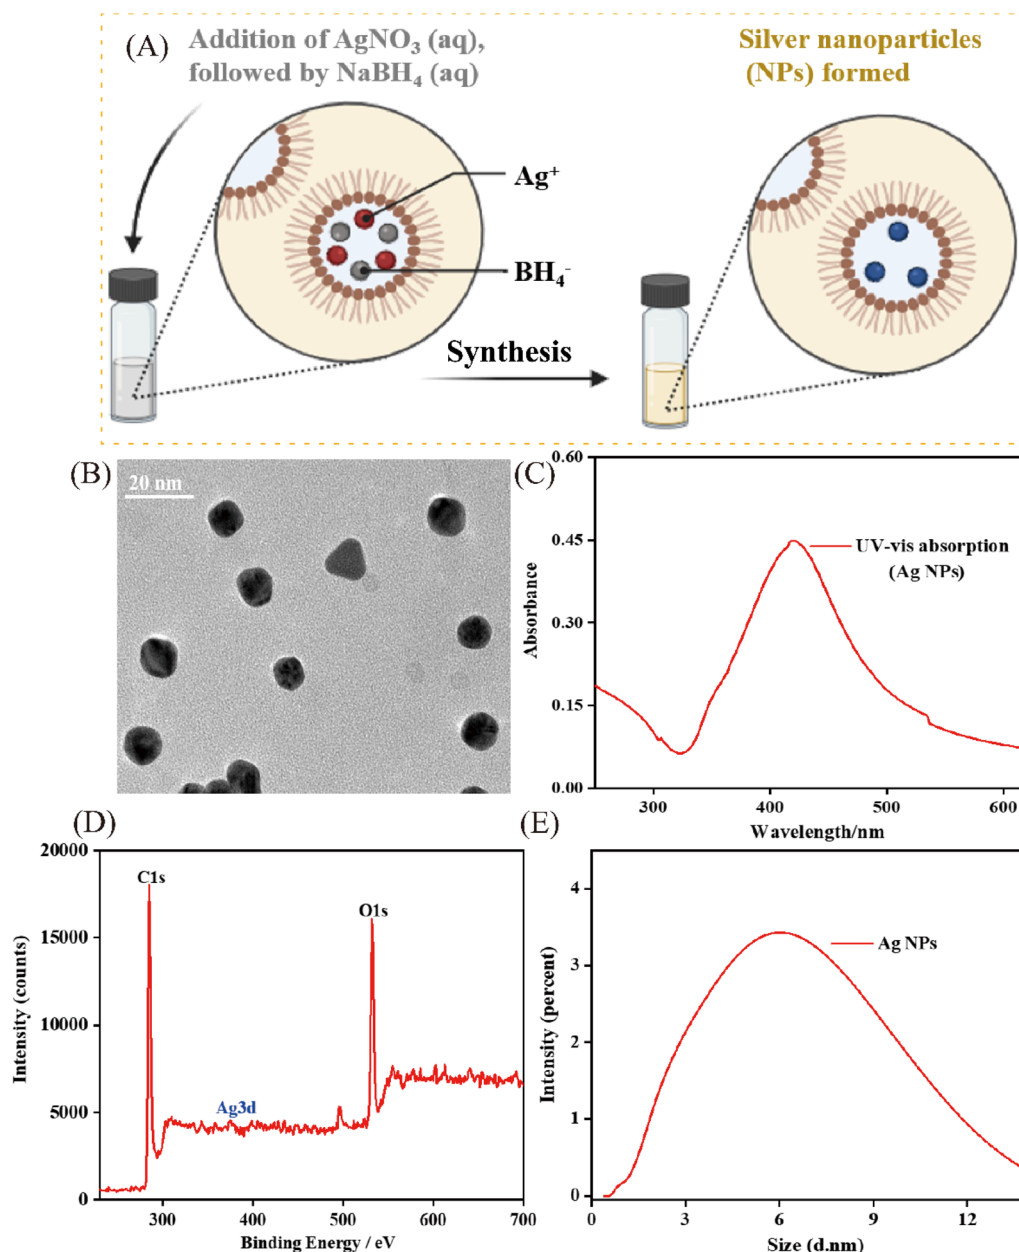 (A)
Addition of AgNO₃ (aq),
followed by NaBH₄ (aq)
Silver nanoparticles
(NPs) formed
Ag⁺
BH₄⁻
Synthesis
(B)
20 nm
(C)
0.60
0.45
0.30
0.15
0.00
Absorbance
UV-vis absorption
(Ag NPs)
300
400
500
600
Wavelength/nm
(D)
20000
15000
10000
5000
0
Intensity (counts)
C1s
O1s
Ag3d
300
400
500
600
700
Binding Energy / eV
(E)
4
3
2
1
0
Intensity (percent)
Ag NPs
0
3
6
9
12
Size (d.nm)